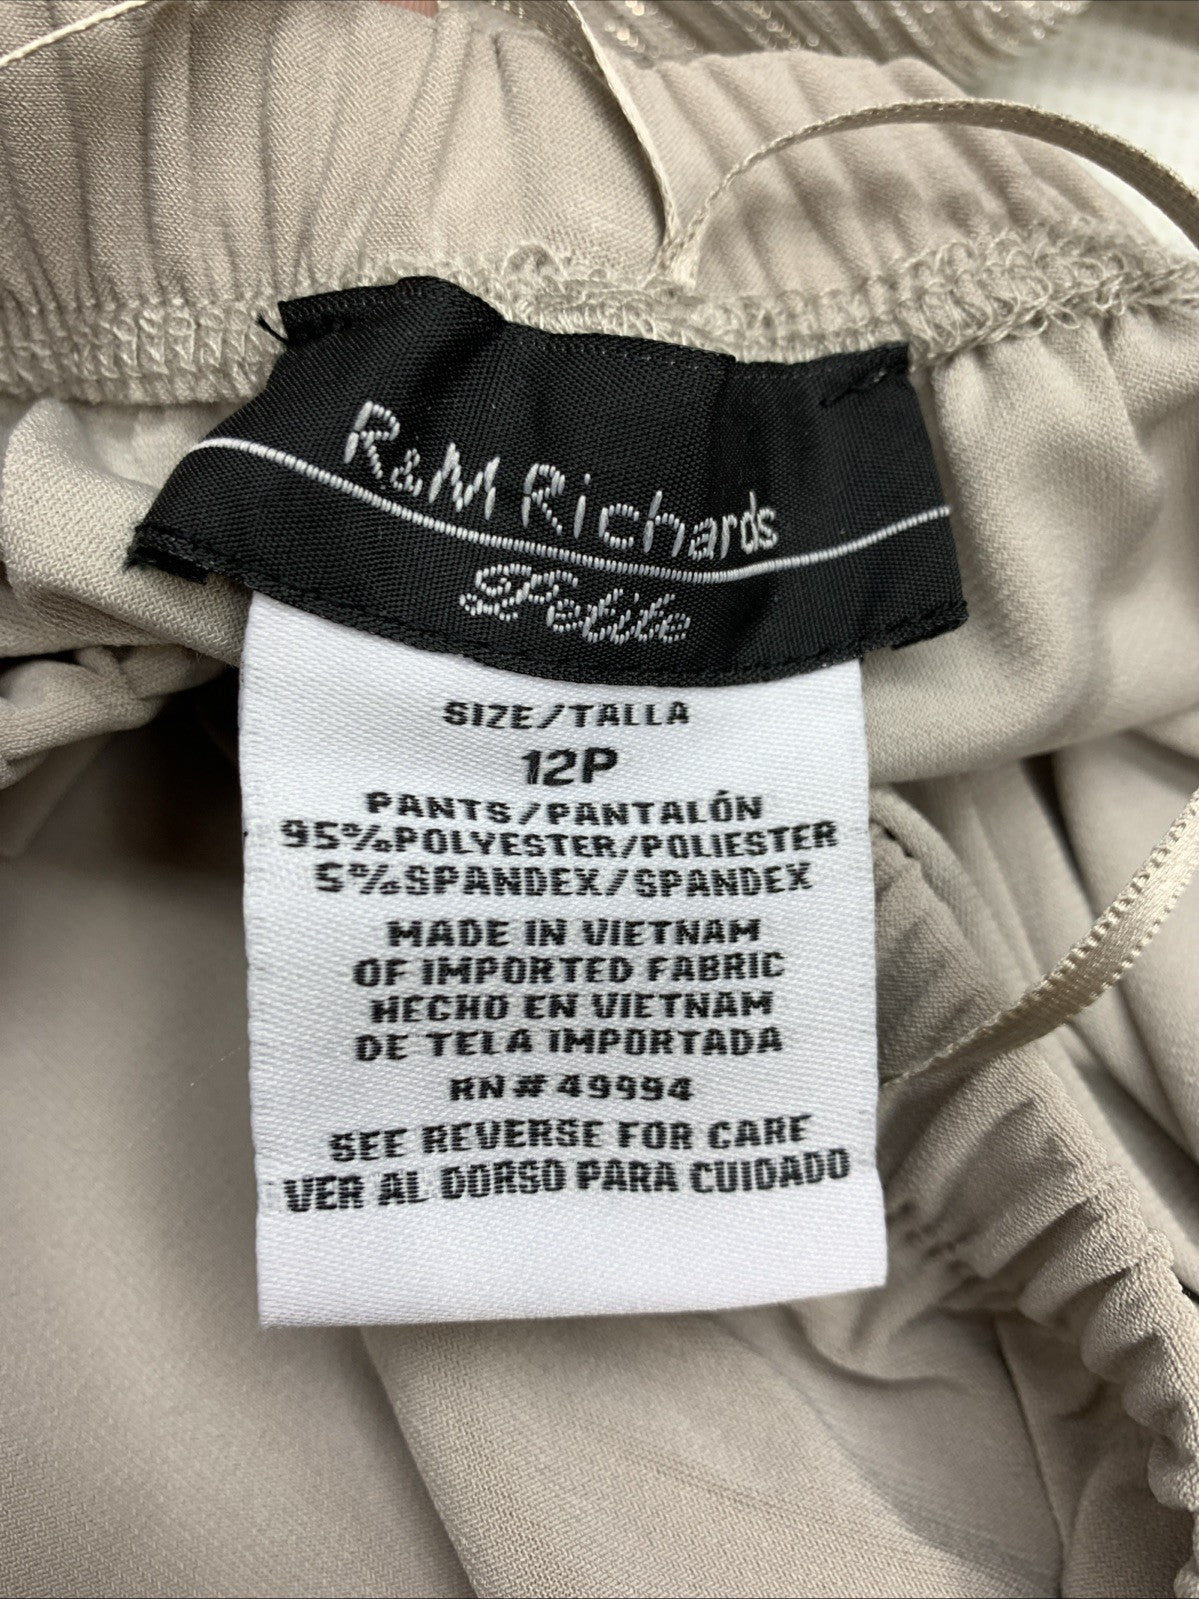 R&M Richards
Petite
SIZE/TALLA
12P
PANTS/PANTALÓN
95%POLYESTER/POLIESTER
5%SPANDEX/SPANDEX
MADE IN VIETNAM
OF IMPORTED FABRIC
HECHO EN VIETNAM
DE TELA IMPORTADA
RN#49994
SEE REVERSE FOR CARE
VER AL DORSO PARA CUIDADO